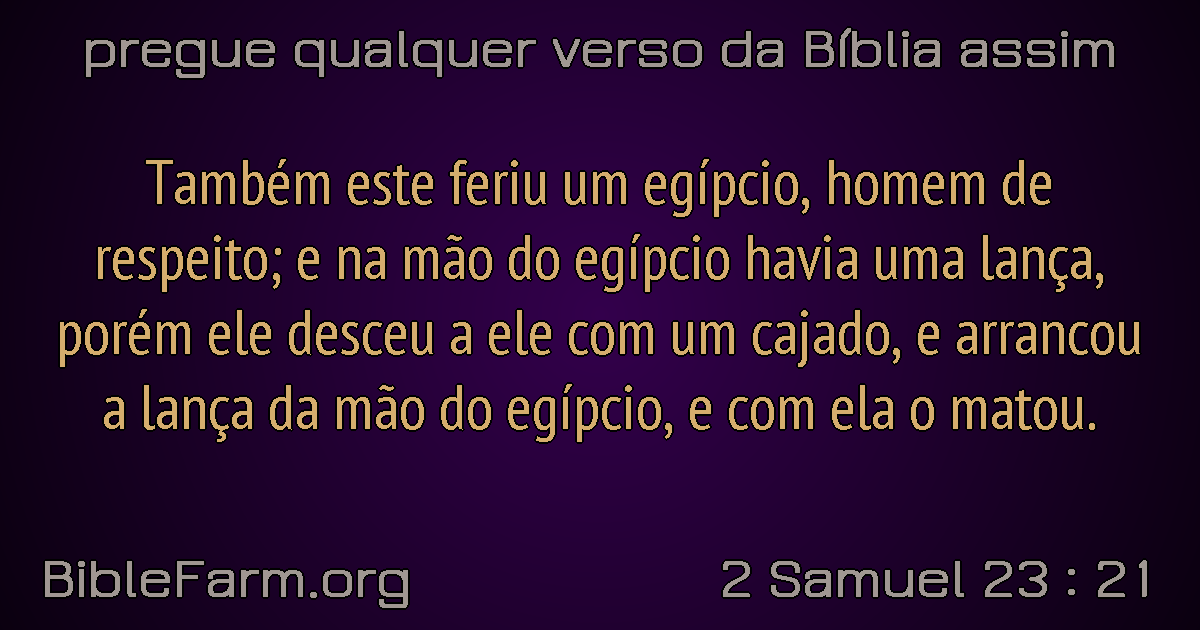 pregue qualquer verso da Bíblia assim
Também este feriu um egípcio, homem de
respeito; e na mão do egípcio havia uma lança,
porém ele desceu a ele com um cajado, e arrancou
a lança da mão do egípcio, e com ela o matou.
BibleFarm.org
2 Samuel 23 : 21